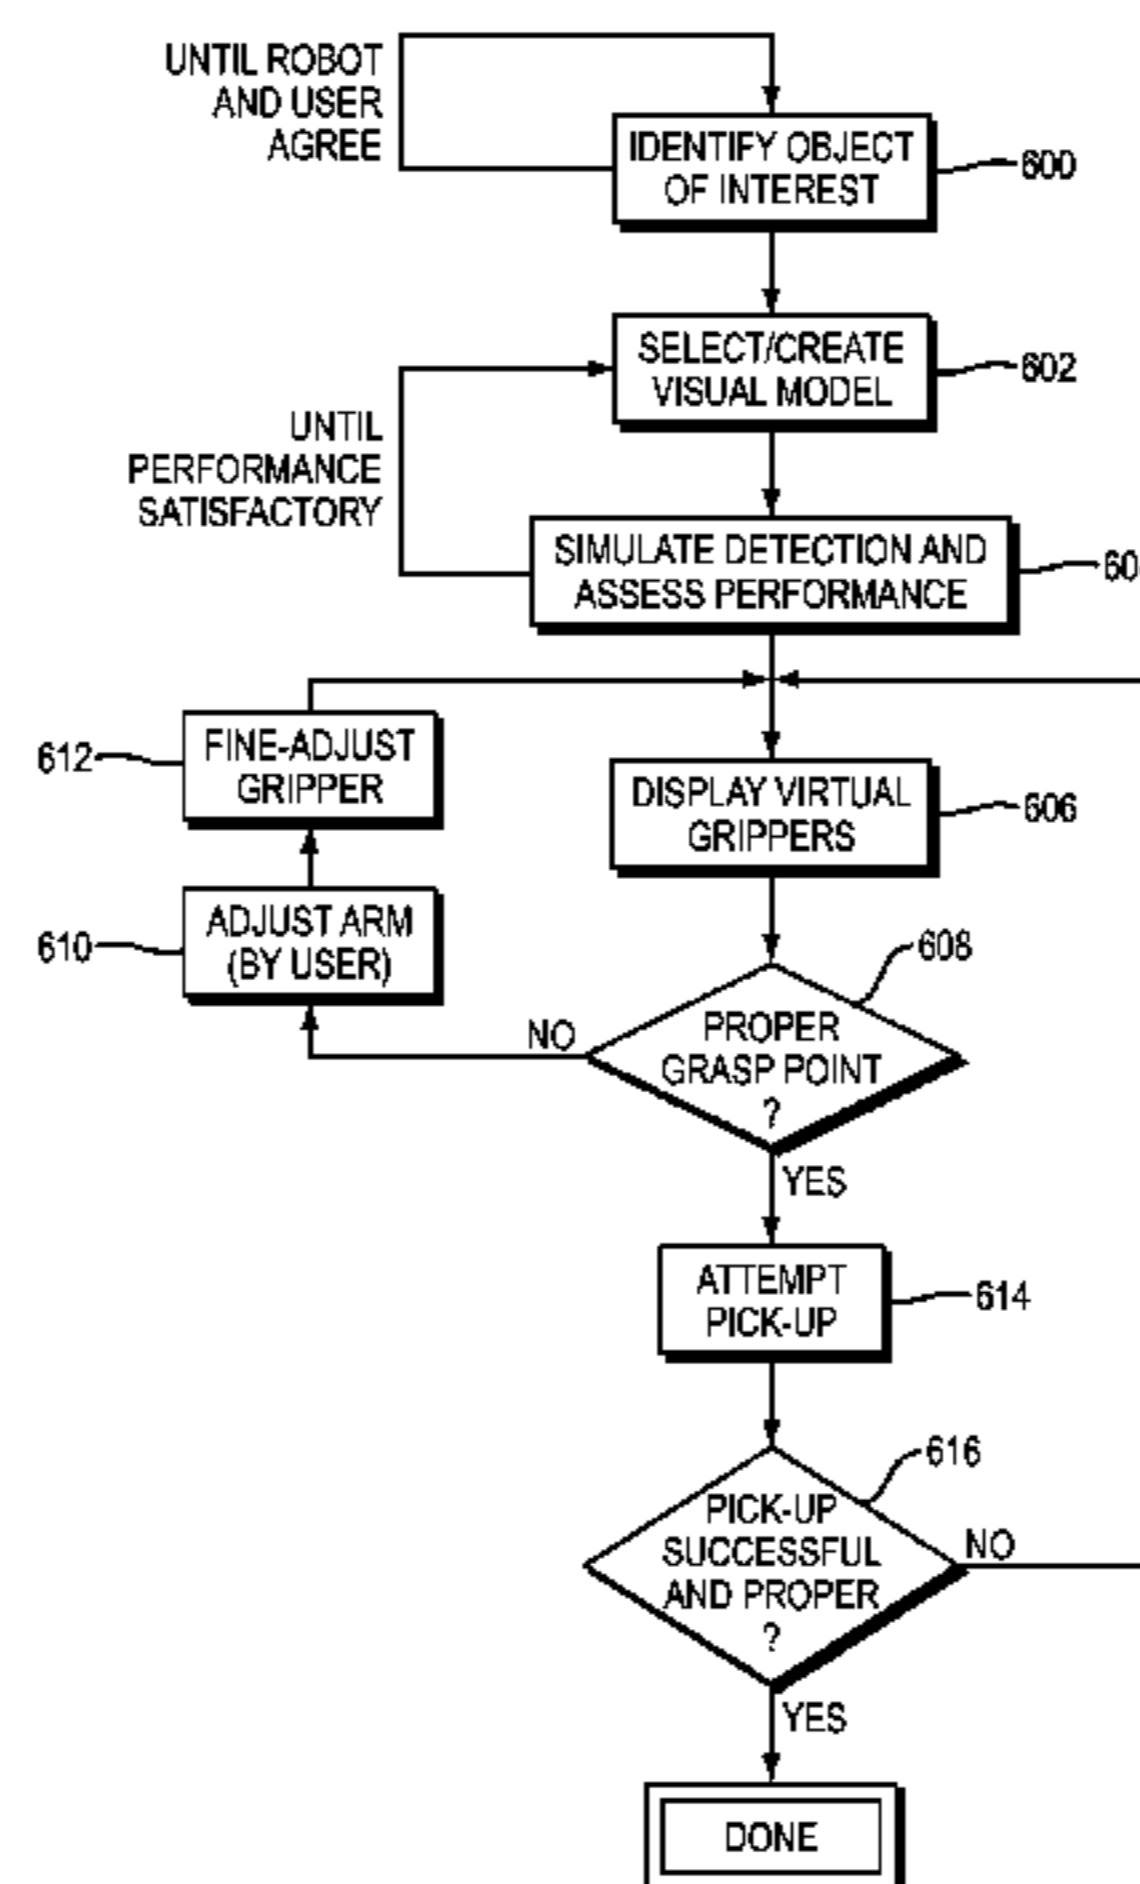 UNTIL ROBOT
AND USER
AGREE
IDENTIFY OBJECT
OF INTEREST
600
SELECT/CREATE
VISUAL MODEL
602
UNTIL
PERFORMANCE
SATISFACTORY
SIMULATE DETECTION AND
ASSESS PERFORMANCE
612
FINE-ADJUST
GRIPPER
DISPLAY VIRTUAL
GRIPPERS
606
610
ADJUST ARM
(BY USER)
608
NO
PROPER
GRASP POINT
?
YES
ATTEMPT
PICK-UP
614
616
PICK-UP
SUCCESSFUL
AND PROPER
?
NO
YES
DONE